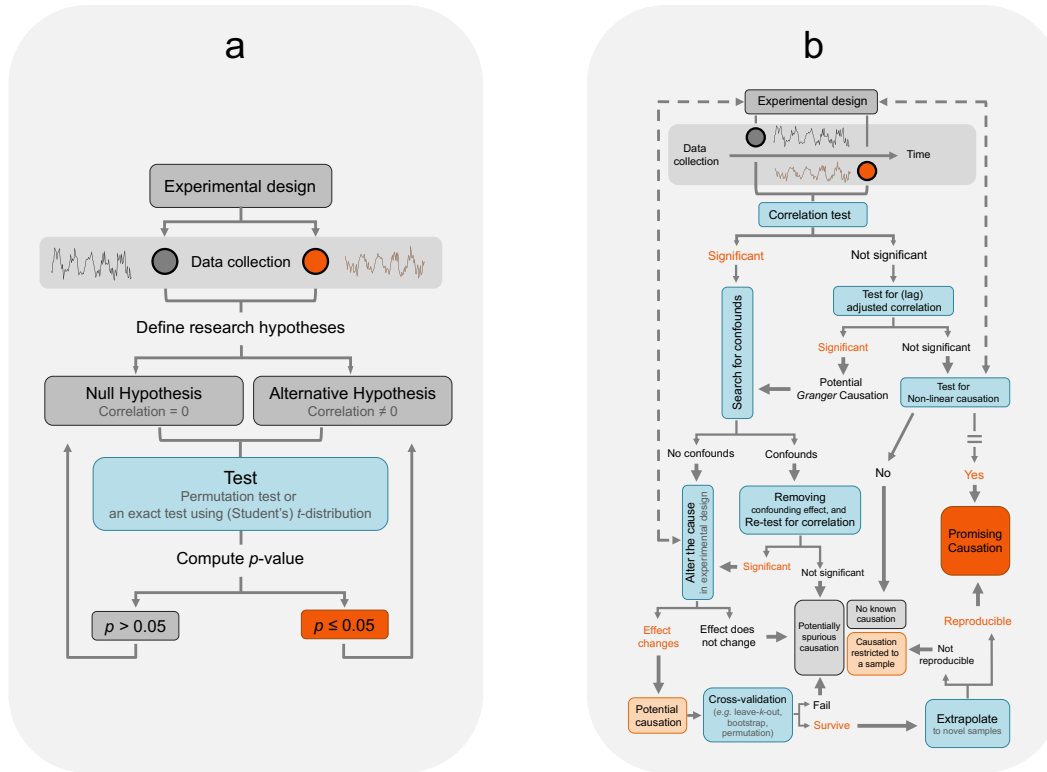 a
Experimental design
Data collection
Define research hypotheses
Null Hypothesis
Correlation = 0
Alternative Hypothesis
Correlation ≠ 0
Test
Permutation test or
an exact test using (Student's) t-distribution
Compute p-value
p > 0.05
p ≤ 0.05
b
Experimental design
Data
collection
Time
Correlation test
Significant
Not significant
Test for (lag)
adjusted correlation
Search for confounds
Significant
Not significant
Potential
Granger Causation
Test for
Non-linear causation
No confounds
Confounds
No
Yes
Alter the cause
in experimental design
Removing
confounding effect, and
Re-test for correlation
Promising
Causation
Significant
Not significant
Effect
changes
Effect does
not change
Potentially
spurious
causation
No known
causation
Causation
restricted to
a sample
Reproducible
Not
reproducible
Potential
causation
Cross-validation
(e.g. leave-k-out,
bootstrap,
permutation)
Fail
Survive
Extrapolate
to novel samples